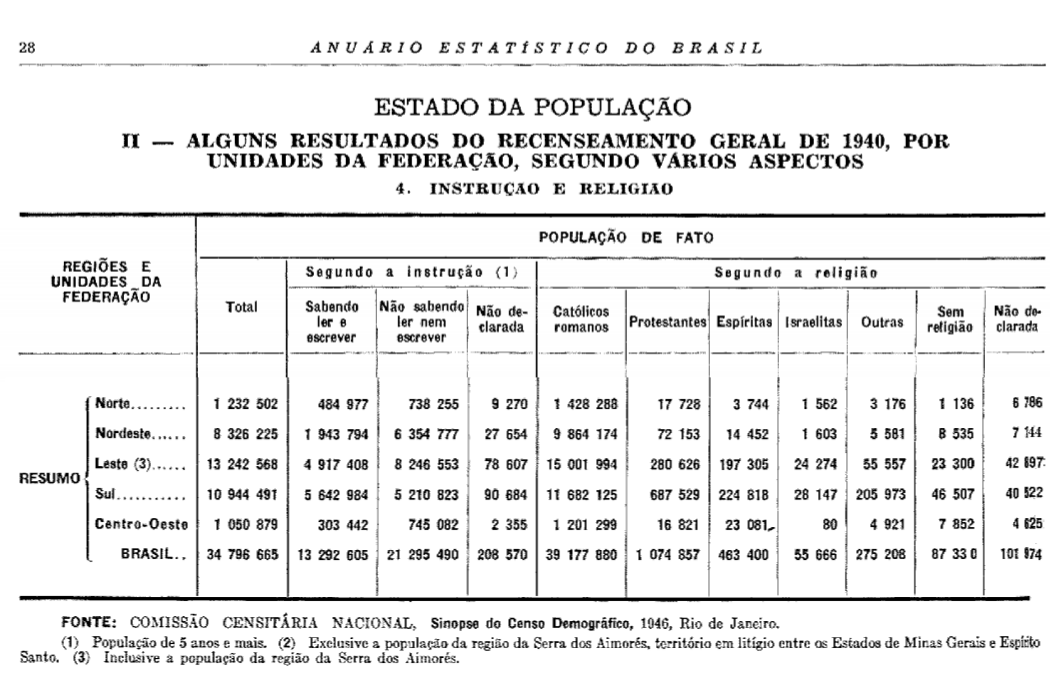 28 ANUÁRIO ESTATÍSTICO DO BRASIL
ESTADO DA POPULAÇÃO
II — ALGUNS RESULTADOS DO RECENSEAMENTO GERAL DE 1940, POR
UNIDADES DA FEDERAÇÃO, SEGUNDO VÁRIOS ASPECTOS
4. INSTRUÇÃO E RELIGIÃO
REGIÕES E UNIDADES DA FEDERAÇÃO
POPULAÇÃO DE FATO
Total
Segundo a instrução (1)
Segundo a religião
Sabendo ler e escrever
Não sabendo ler nem escrever
Não declarada
Católicos romanos
Protestantes
Espíritas
Israelitas
Outras
Sem religião
Não declarada
RESUMO
Norte......... 1 232 502 484 977 738 255 9 270 1 428 288 17 728 3 744 1 562 3 176 1 136 6 786
Nordeste...... 8 326 225 1 943 794 6 354 777 27 654 9 864 174 72 153 14 452 1 603 5 581 8 535 7 144
Leste (3)...... 13 242 568 4 917 408 8 246 553 78 607 15 001 994 280 626 197 305 24 274 55 557 23 300 42 897
Sul........... 10 944 491 5 642 984 5 210 823 90 684 11 682 125 687 529 224 818 28 147 205 973 46 507 40 522
Centro-Oeste 1 050 879 303 442 745 082 2 355 1 201 299 16 821 23 081 80 4 921 7 852 4 625
BRASIL.. 34 796 665 13 292 605 21 295 490 208 570 39 177 880 1 074 857 463 400 55 666 275 208 87 330 101 974
FONTE: COMISSÃO CENSITÁRIA NACIONAL, Sinopse do Censo Demográfico, 1946, Rio de Janeiro.
(1) População de 5 anos e mais. (2) Exclusive a população da região da Serra dos Aimorés, território em litígio entre os Estados de Minas Gerais e Espírito
Santo. (3) Inclusive a população da região da Serra dos Aimorés.